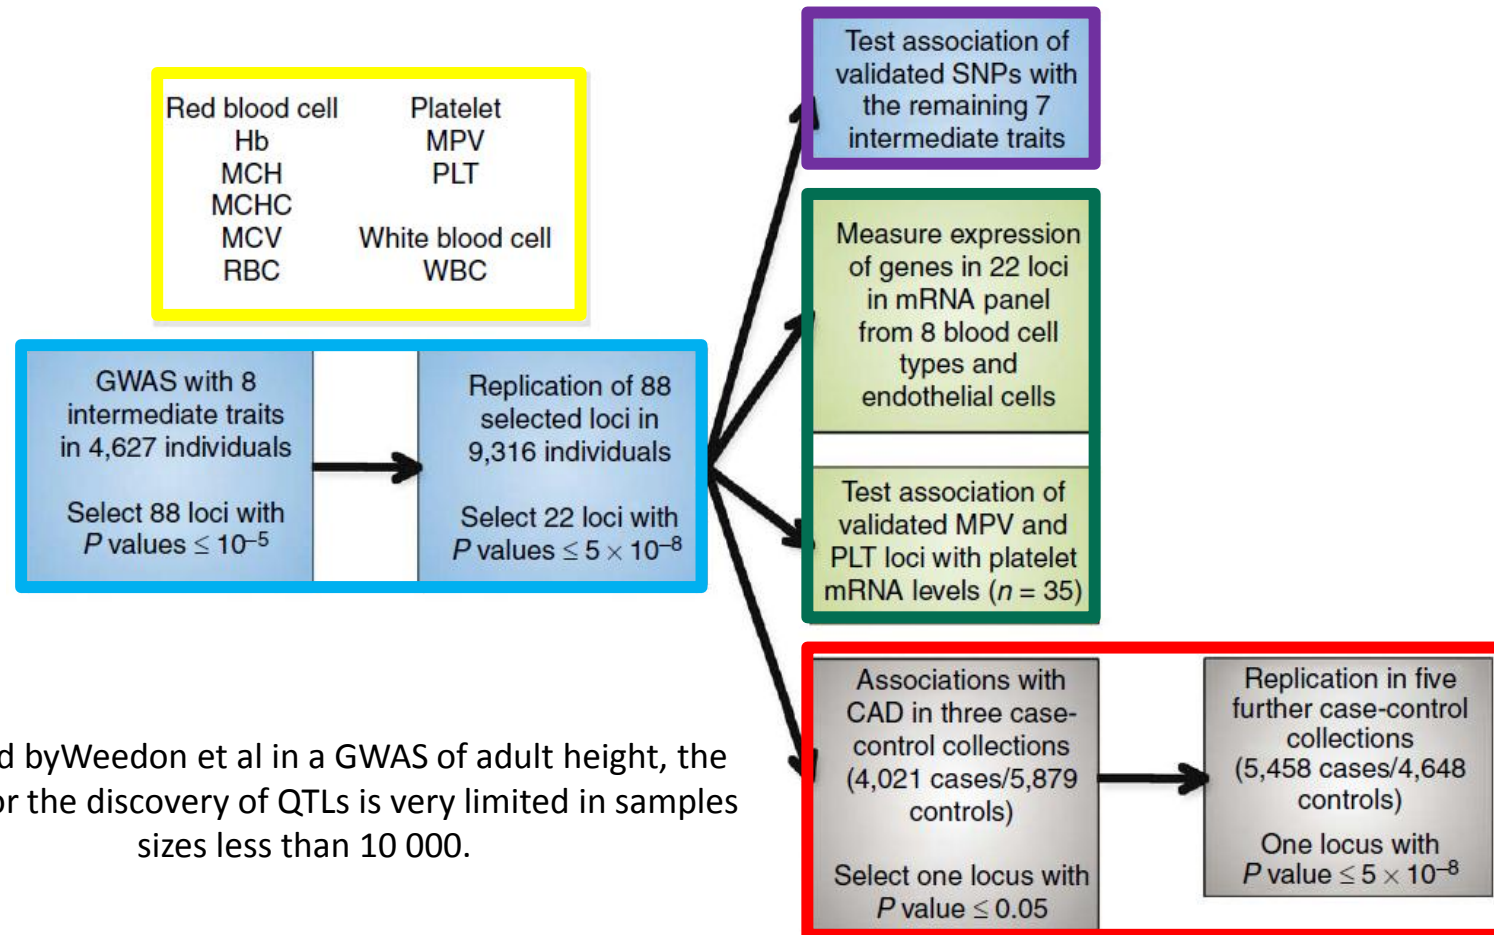 Red blood cell
Hb
MCH
MCHC
MCV
RBC
Platelet
MPV
PLT
White blood cell
WBC
GWAS with 8
intermediate traits
in 4,627 individuals
Select 88 loci with
P values ≤ 10⁻⁵
Replication of 88
selected loci in
9,316 individuals
Select 22 loci with
P values ≤ 5 × 10⁻⁸
Test association of
validated SNPs with
the remaining 7
intermediate traits
Measure expression
of genes in 22 loci
in mRNA panel
from 8 blood cell
types and
endothelial cells
Test association of
validated MPV and
PLT loci with platelet
mRNA levels (n = 35)
Associations with
CAD in three case-
control collections
(4,021 cases/5,879
controls)
Select one locus with
P value ≤ 0.05
Replication in five
further case-control
collections
(5,458 cases/4,648
controls)
One locus with
P value ≤ 5 × 10⁻⁸
byWeedon et al in a GWAS of adult height, the
the discovery of QTLs is very limited in samples
sizes less than 10 000.